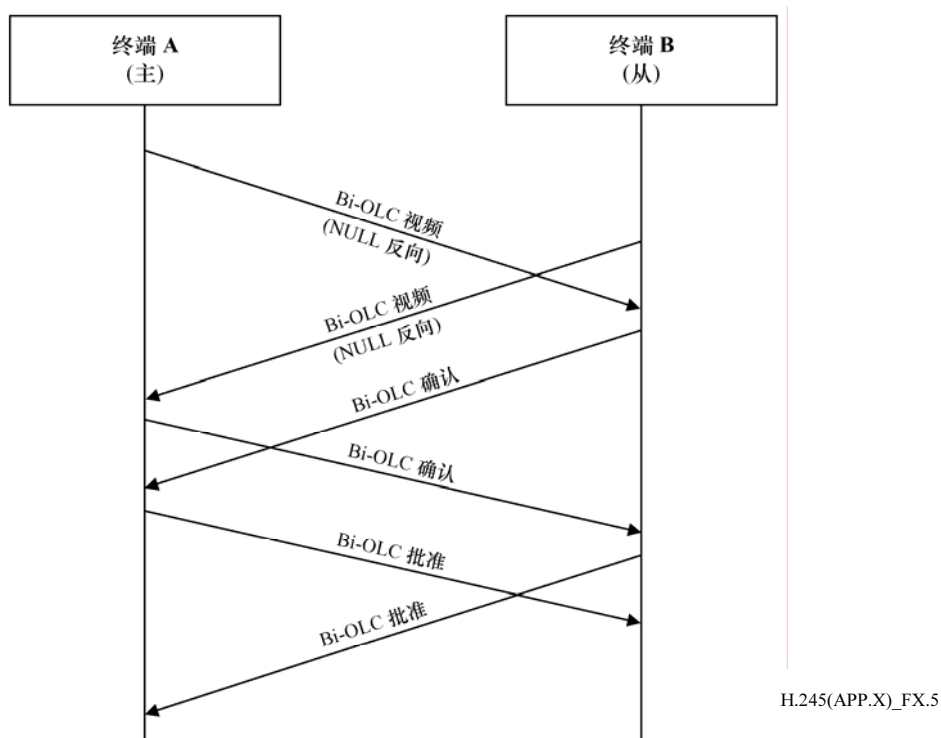 终端 A
(主)
终端 B
(从)
Bi-OLC 视频
(NULL 反向)
Bi-OLC 视频
(NULL 反向)
Bi-OLC 确认
Bi-OLC 确认
Bi-OLC 批准
Bi-OLC 批准
H.245(APP.X)_FX.5